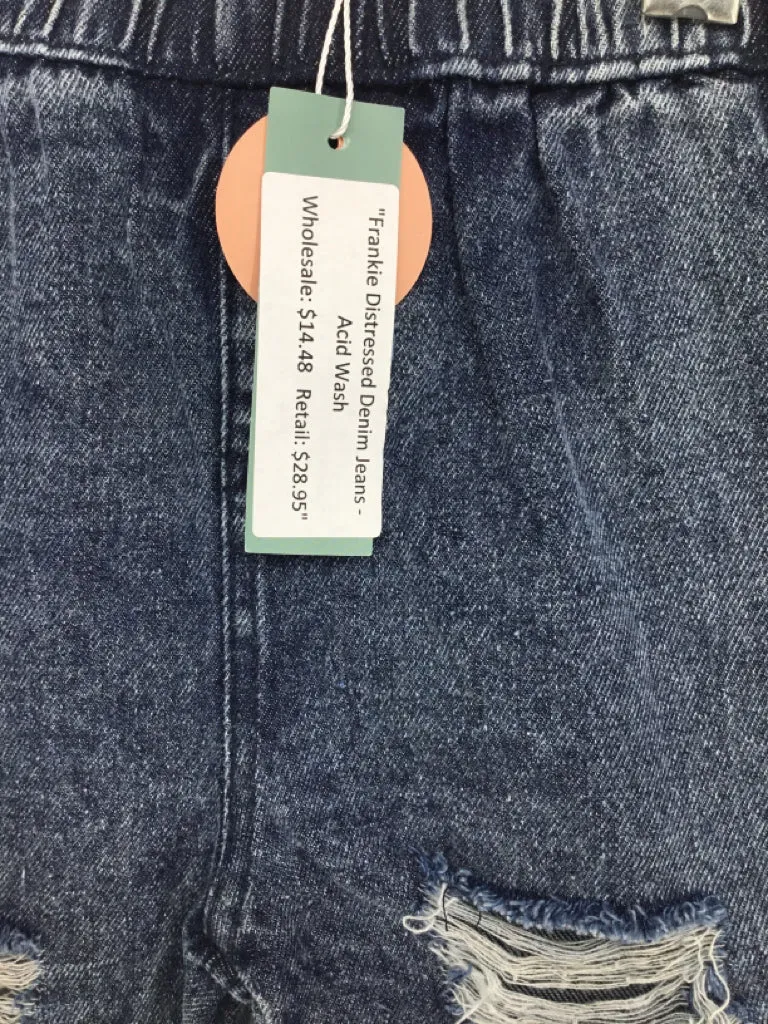 "Frankie Distressed Denim Jeans -
Acid Wash
Wholesale: $14.48 Retail: $28.95"